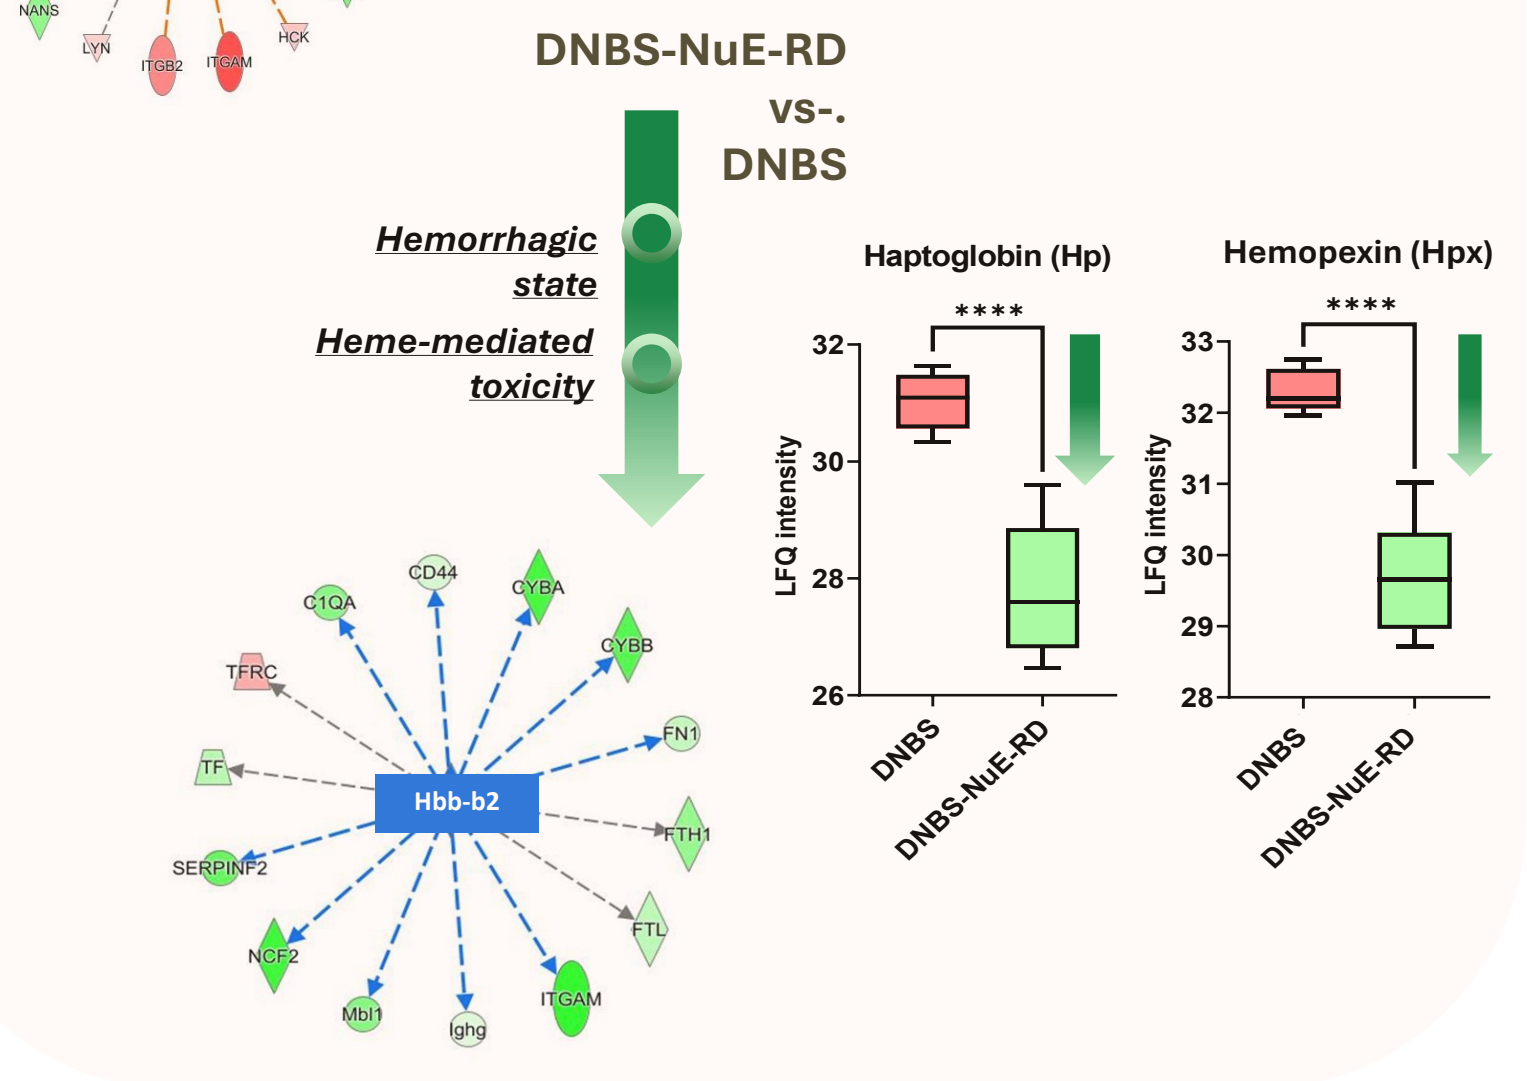 NANS
LYN
ITGB2
ITGAM
HCK
DNBS-NuE-RD
vs-.
DNBS
Hemorrhagic
state
Heme-mediated
toxicity
Haptoglobin (Hp)
****
LFQ intensity
32
30
28
26
DNBS
DNBS-NuE-RD
Hemopexin (Hpx)
****
LFQ intensity
33
32
31
30
29
28
DNBS
DNBS-NuE-RD
CD44
CYBA
C1QA
CYBB
TFRC
FN1
TF
Hbb-b2
FTH1
SERPINF2
FTL
NCF2
ITGAM
Mbl1
Ighg